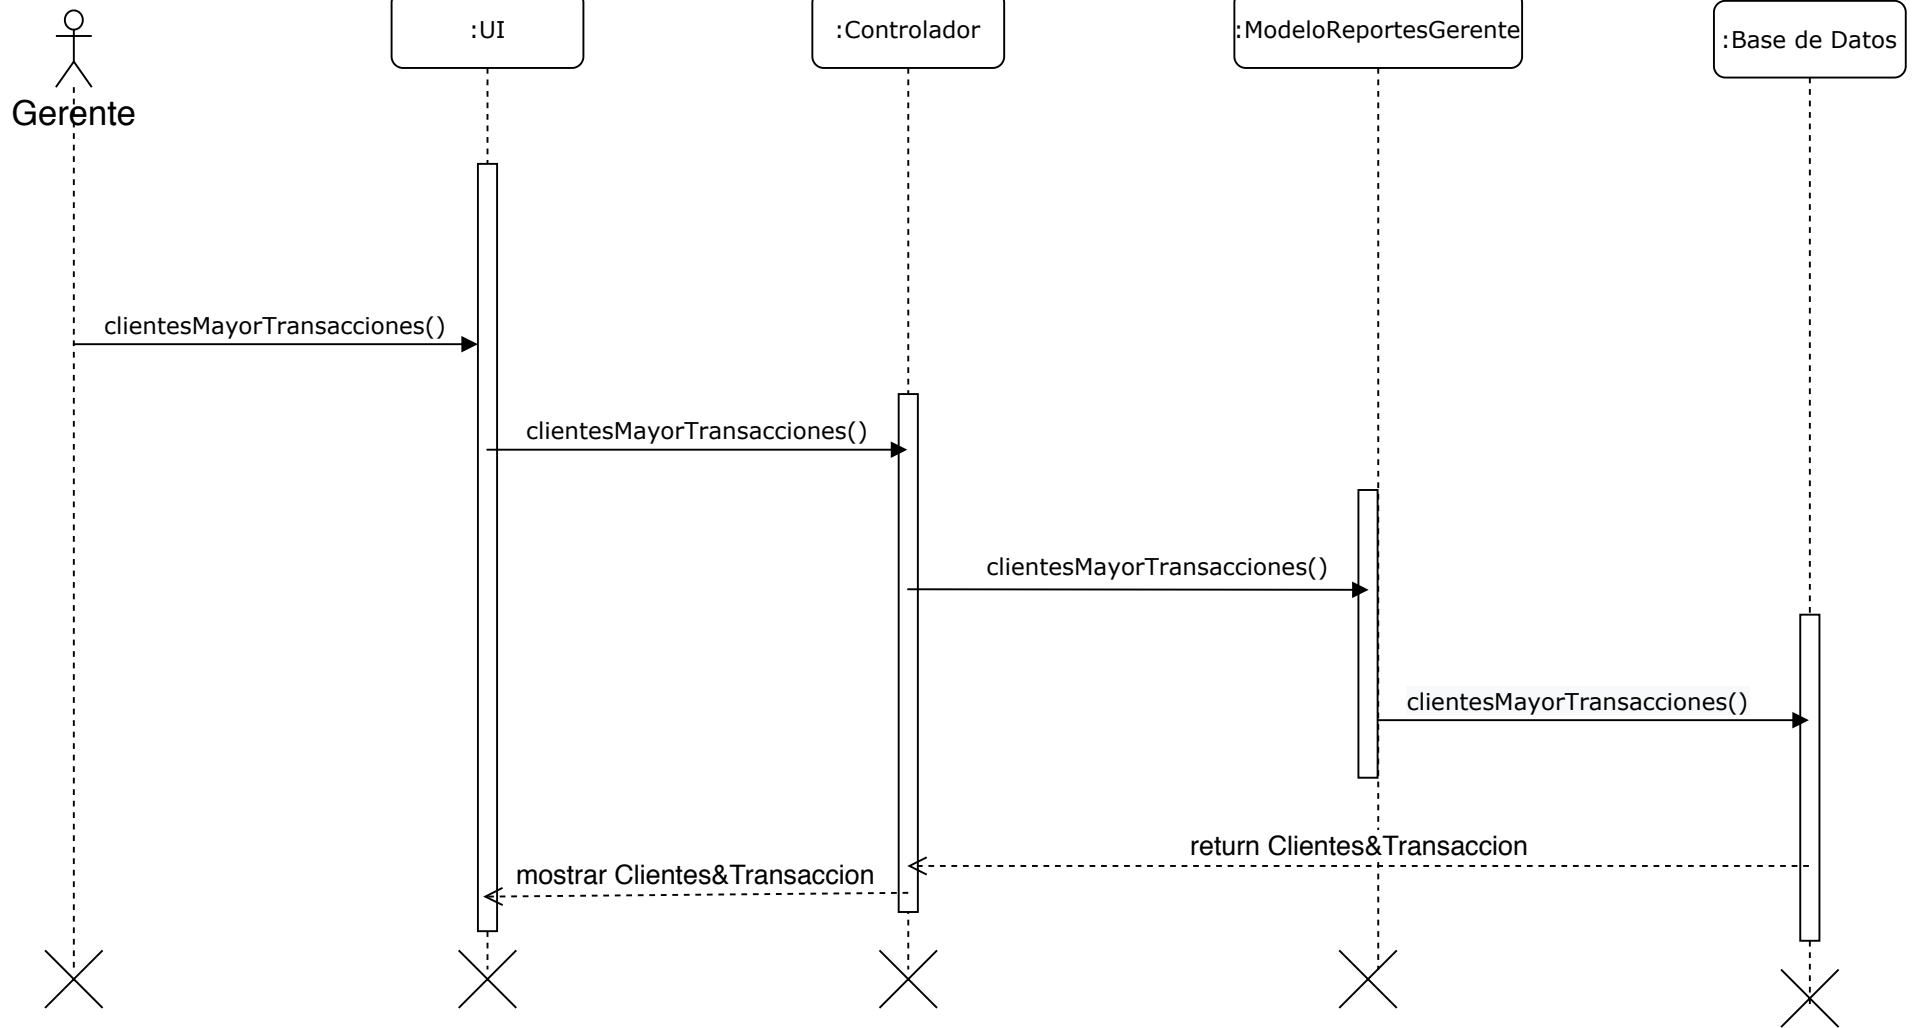 :UI
:Controlador
:ModeloReportesGerente
:Base de Datos
Gerente
clientesMayorTransacciones()
clientesMayorTransacciones()
clientesMayorTransacciones()
clientesMayorTransacciones()
return Clientes&Transaccion
mostrar Clientes&Transaccion